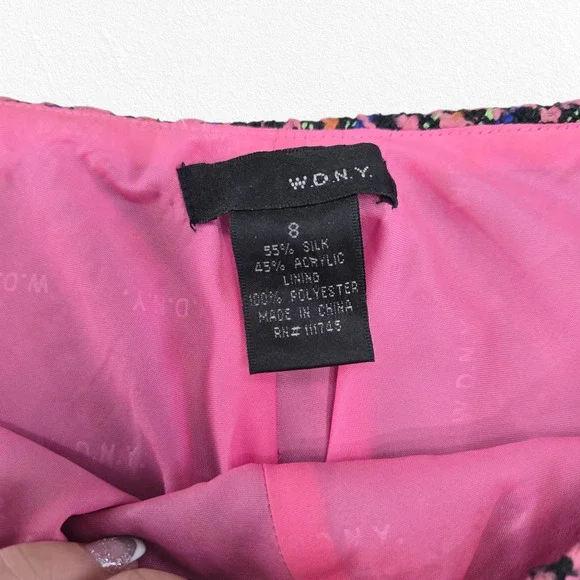 W.D.N.Y.
8
55% SILK
45% ACRYLIC
LINING
100% POLYESTER
MADE IN CHINA
RN# 111745
W.D.N.Y.